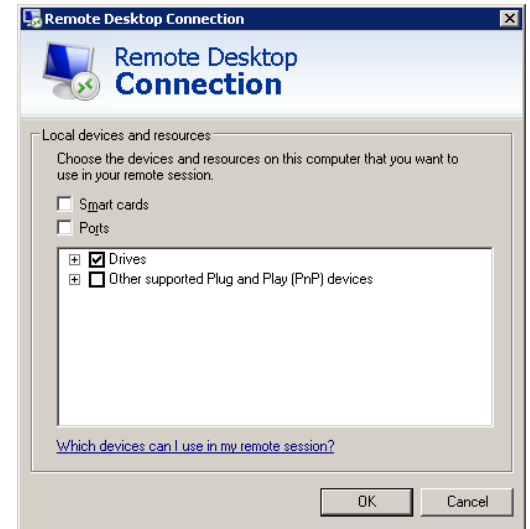 Remote Desktop Connection
Remote Desktop
Connection
Local devices and resources
Choose the devices and resources on this computer that you want to
use in your remote session.
Smart cards
Ports
Drives
Other supported Plug and Play (PnP) devices
Which devices can I use in my remote session?
OK Cancel